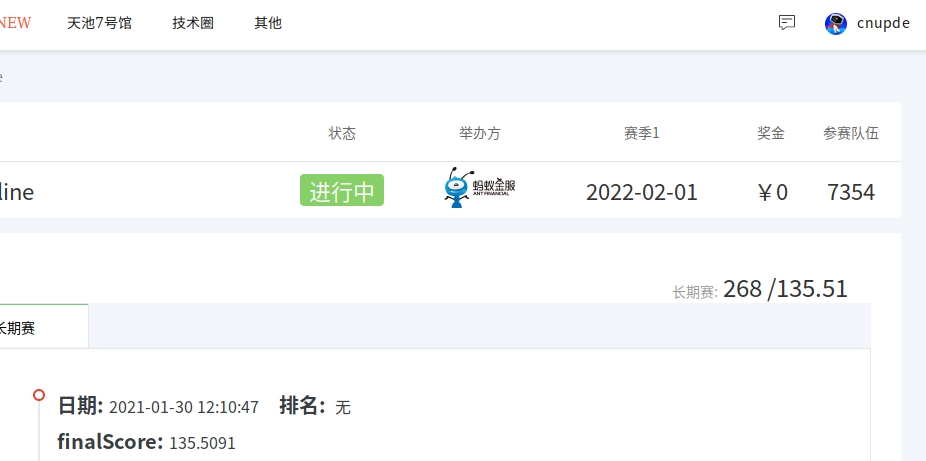 NEW 天池7号馆 技术圈 其他 cnupde
e
状态 举办方 赛季1 奖金 参赛队伍
line 进行中 蚂蚁金服 2022-02-01 ￥0 7354
ANT FINANCIAL
长期赛: 268 /135.51
长期赛
日期: 2021-01-30 12:10:47 排名: 无
finalScore: 135.5091